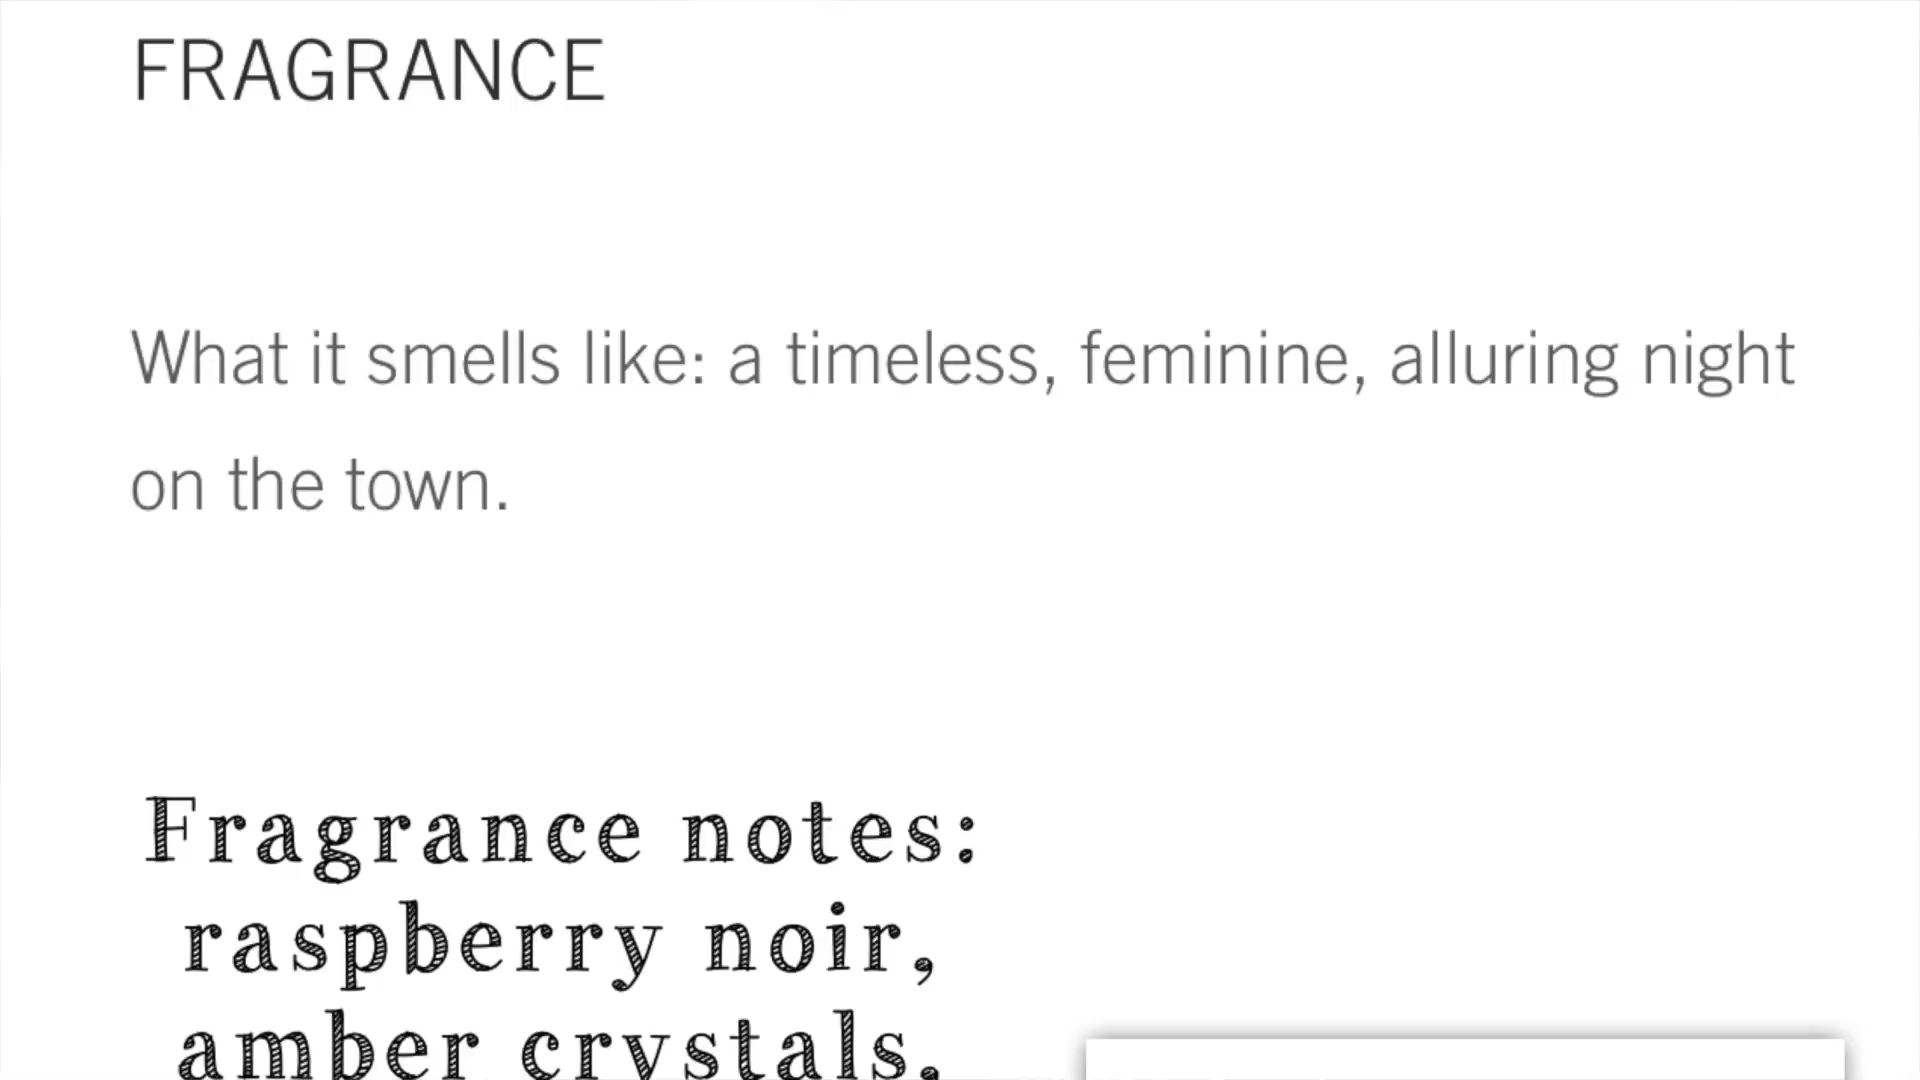 FRAGRANCE
What it smells like: a timeless, feminine, alluring night
on the town.
Fragrance notes:
raspberry noir,
amber crystals,